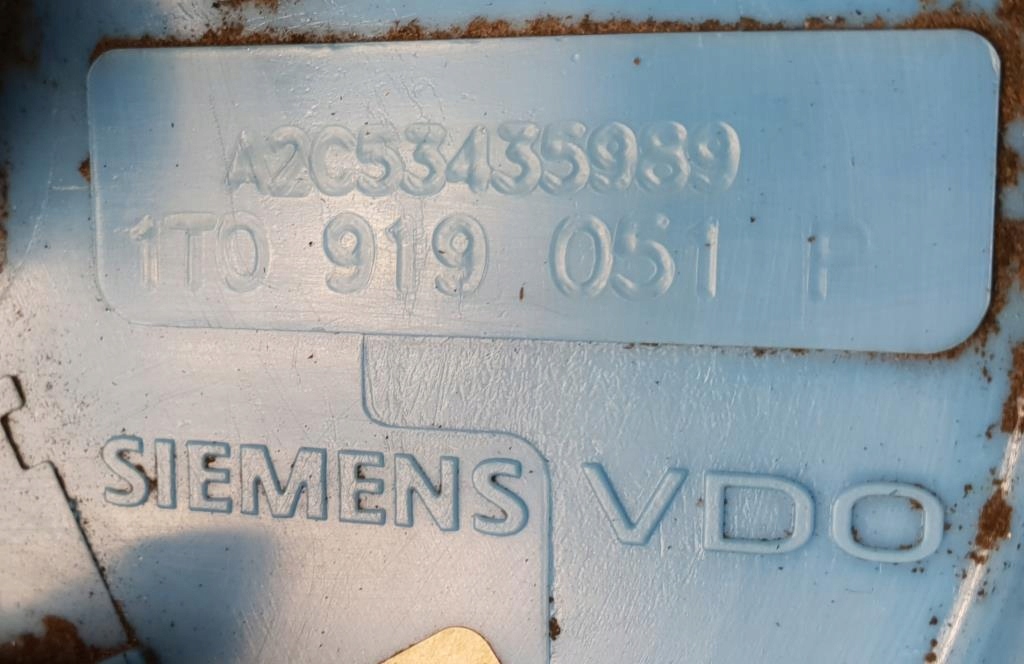 A2C53435989
1T0 919 051 P
SIEMENS VDO